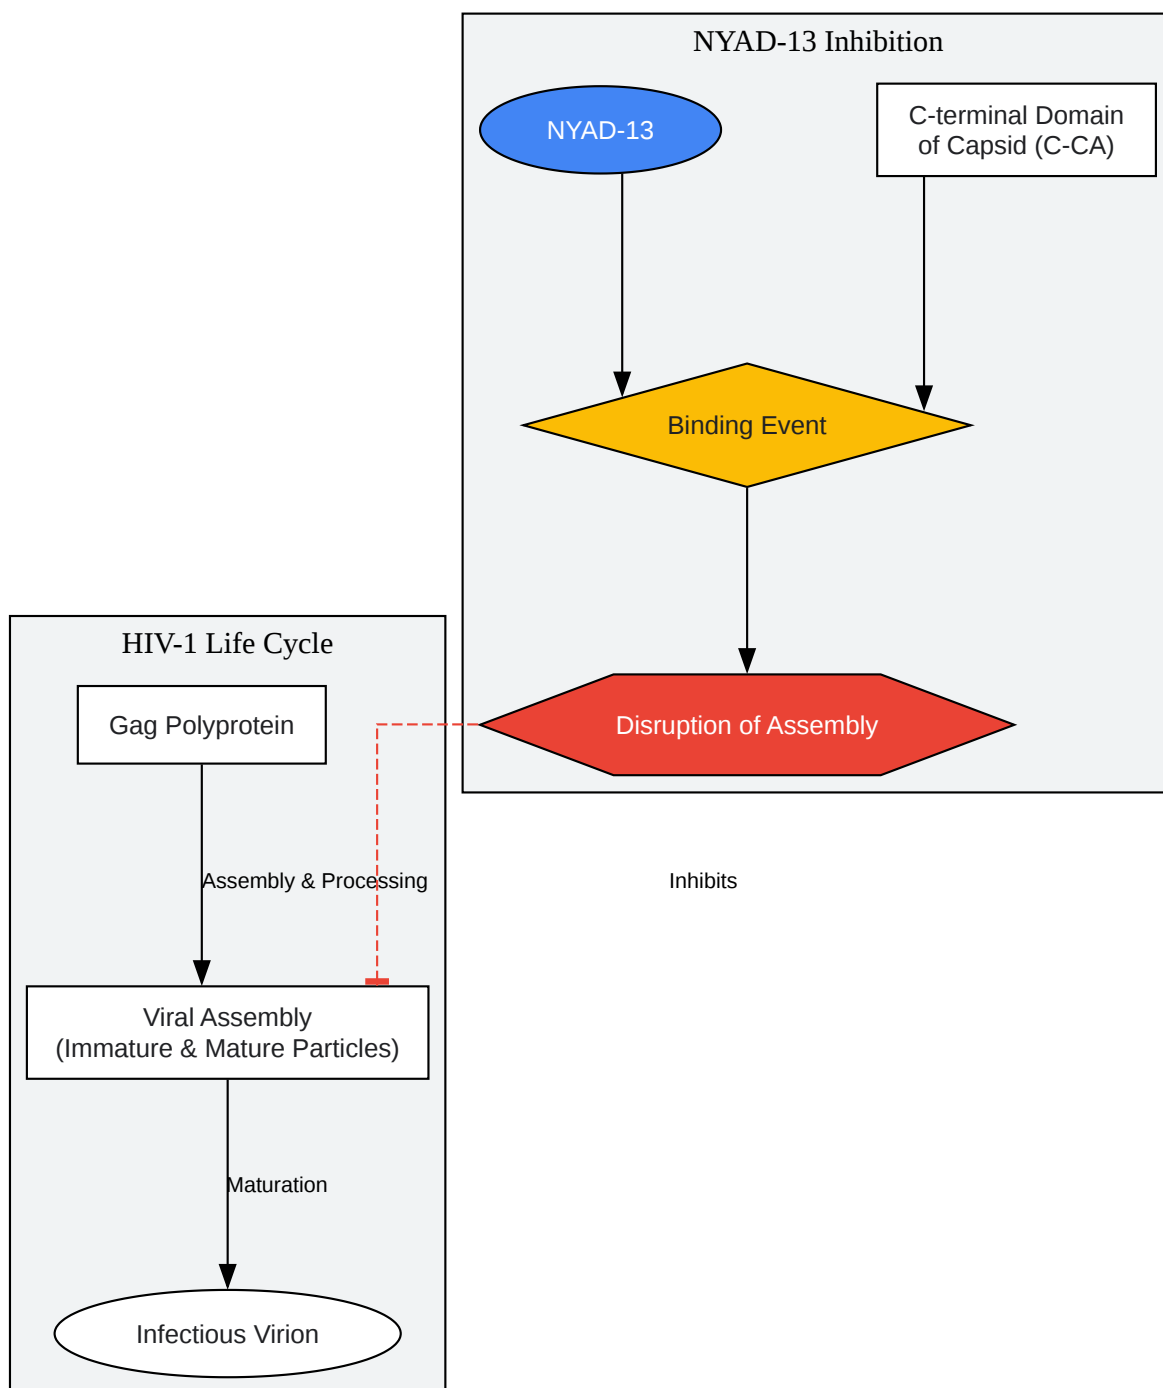 NYAD-13 Inhibition
NYAD-13
C-terminal Domain
of Capsid (C-CA)
Binding Event
Disruption of Assembly
Inhibits
HIV-1 Life Cycle
Gag Polyprotein
Assembly & Processing
Viral Assembly
(Immature & Mature Particles)
Maturation
Infectious Virion